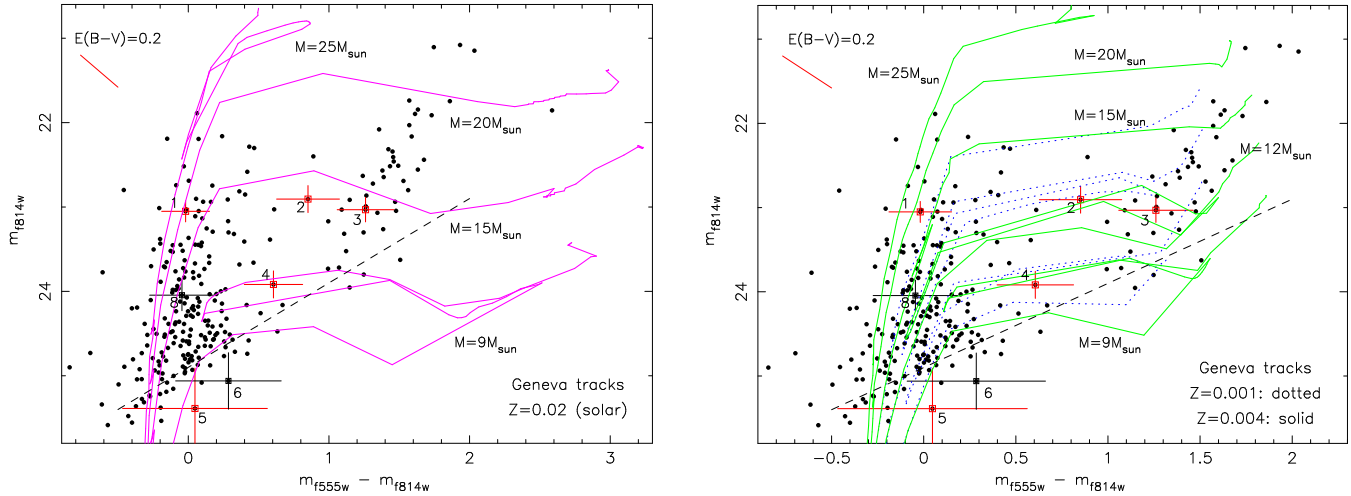 E(B-V)=0.2
M=25M_sun
M=20M_sun
M=15M_sun
M=9M_sun
1
2
3
4
8
6
5
Geneva tracks
Z=0.02 (solar)
22
24
0
1
2
3
m_f814w
m_f555w − m_f814w
E(B-V)=0.2
M=25M_sun
M=20M_sun
M=15M_sun
M=12M_sun
M=9M_sun
1
2
3
4
8
6
5
Geneva tracks
Z=0.001: dotted
Z=0.004: solid
22
24
-0.5
0
0.5
1
1.5
2
m_f814w
m_f555w − m_f814w